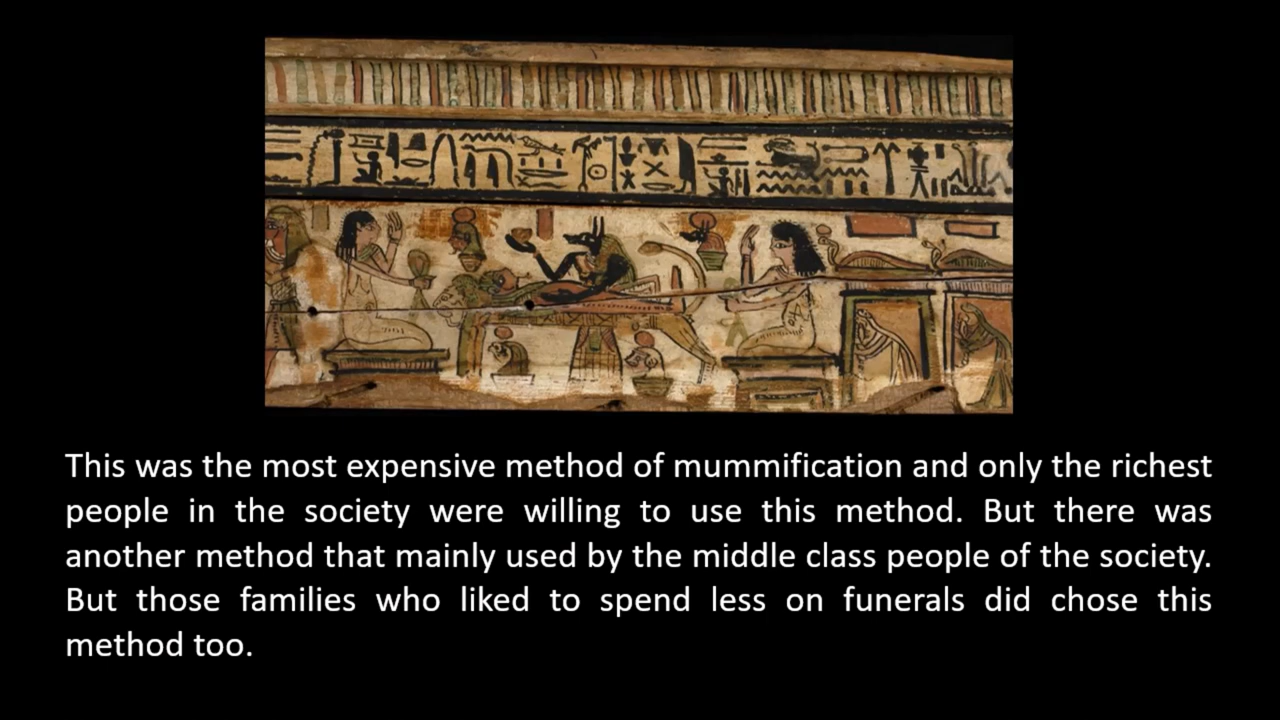 This was the most expensive method of mummification and only the richest
people in the society were willing to use this method. But there was
another method that mainly used by the middle class people of the society.
But those families who liked to spend less on funerals did chose this
method too.